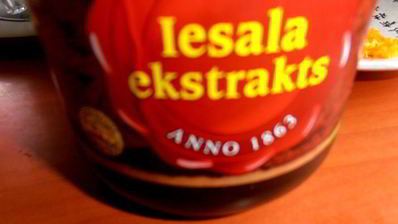 Iesala
ekstrakts
ANNO 1863